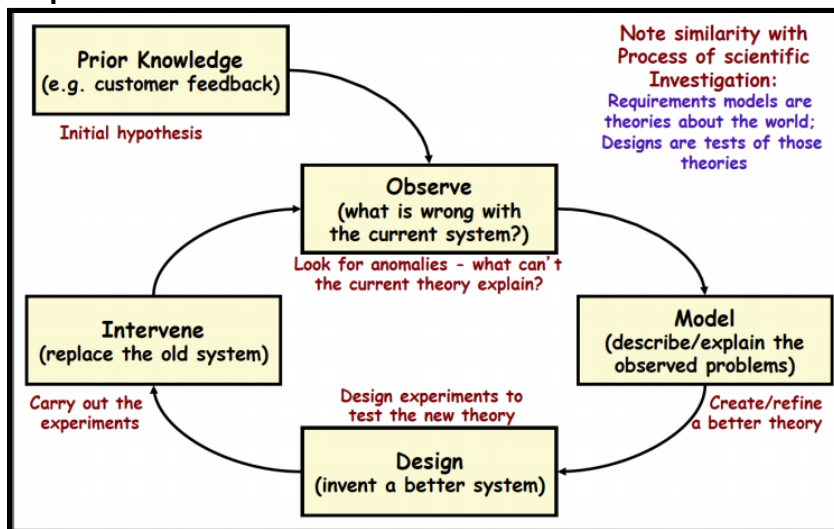 Prior Knowledge
(e.g. customer feedback)
Initial hypothesis
Note similarity with
Process of scientific
Investigation:
Requirements models are
theories about the world;
Designs are tests of those
theories
Observe
(what is wrong with
the current system?)
Look for anomalies - what can't
the current theory explain?
Model
(describe/explain the
observed problems)
Create/refine
a better theory
Design experiments to
test the new theory
Design
(invent a better system)
Intervene
(replace the old system)
Carry out the
experiments